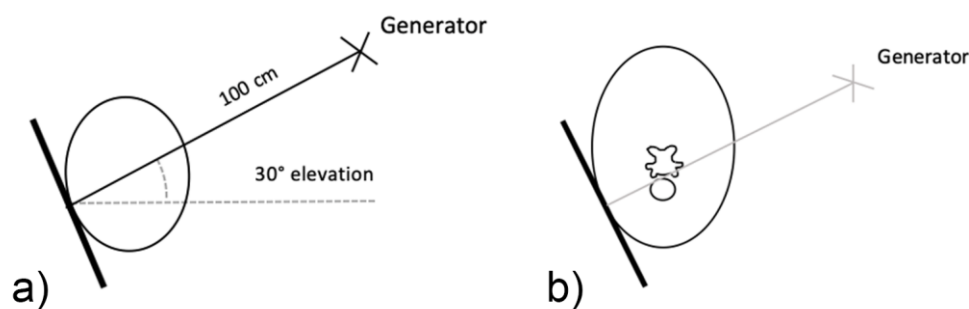 Generator
100 cm
30° elevation
a)
Generator
b)